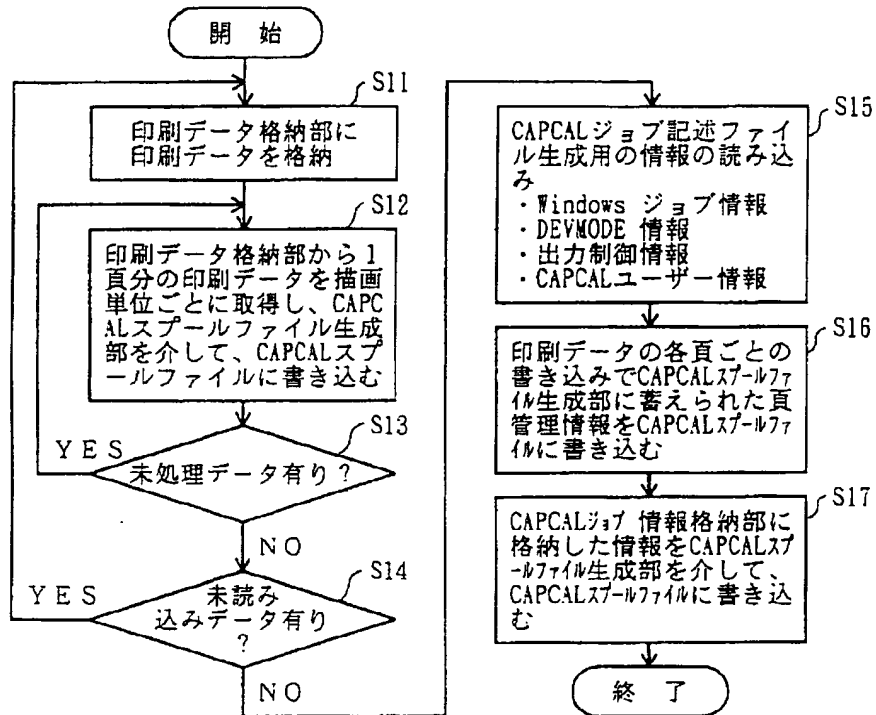 開 始
S11
印刷データ格納部に
印刷データを格納
S12
印刷データ格納部から1
頁分の印刷データを描画
単位ごとに取得し、CAPC
ALスプールファイル生成
部を介して、CAPCALスプ
ールファイルに書き込む
S13
YES
未処理データ有り?
NO
S14
YES
未読み
込みデータ有り
?
NO
S15
CAPCALジョブ記述ファイ
ル生成用の情報の読み込
み
・Windows ジョブ情報
・DEVMODE 情報
・出力制御情報
・CAPCALユーザー情報
S16
印刷データの各頁ごとの
書き込みでCAPCALスプールファ
イル生成部に蓄えられた頁
管理情報をCAPCALスプールファ
イルに書き込む
S17
CAPCALジョブ 情報格納部に
格納した情報をCAPCALスプ
ールファイル生成部を介して、
CAPCALスプールファイルに書き込
む
終 了